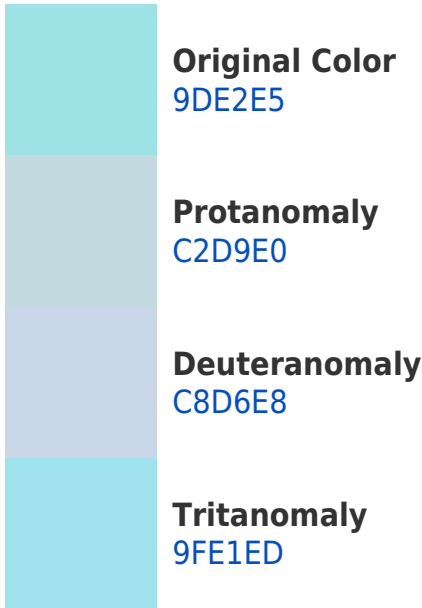 Original Color
9DE2E5
Protanomaly
C2D9E0
Deuteranomaly
C8D6E8
Tritanomaly
9FE1ED